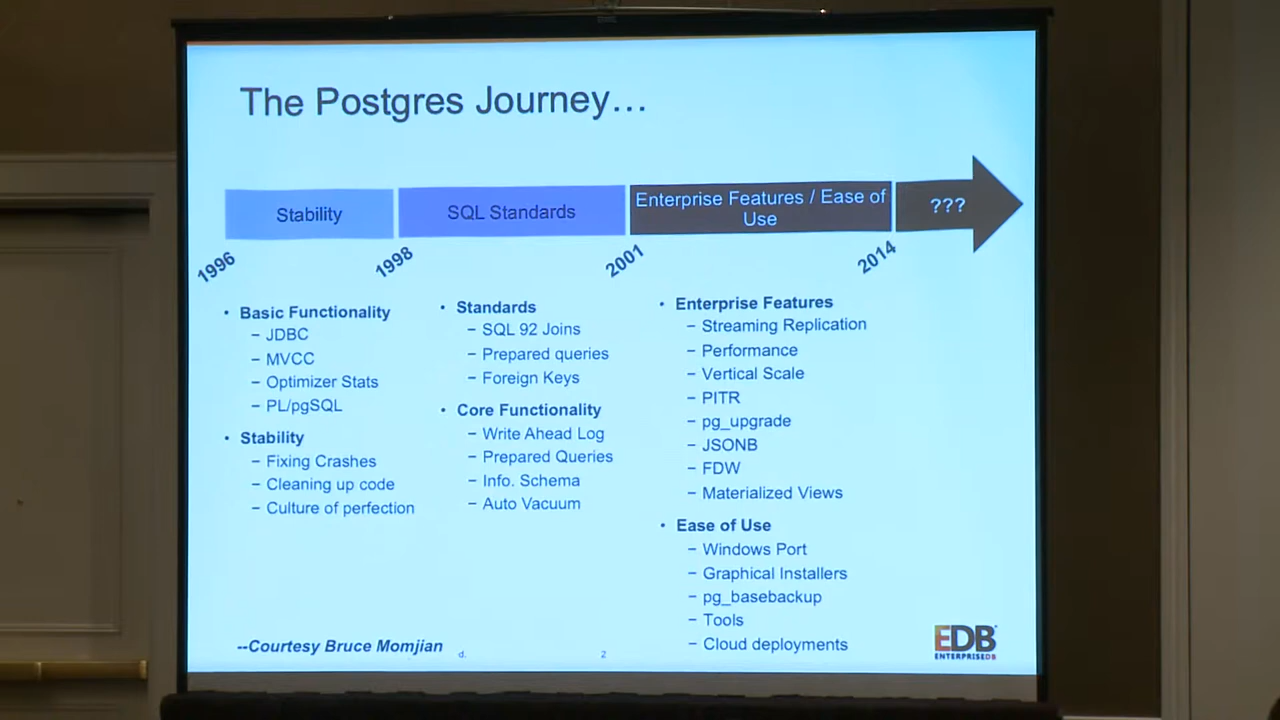 The Postgres Journey...
Stability
SQL Standards
Enterprise Features / Ease of
Use
???
1996
1998
2001
2014
• Basic Functionality
– JDBC
– MVCC
– Optimizer Stats
– PL/pgSQL
• Stability
– Fixing Crashes
– Cleaning up code
– Culture of perfection
• Standards
– SQL 92 Joins
– Prepared queries
– Foreign Keys
• Core Functionality
– Write Ahead Log
– Prepared Queries
– Info. Schema
– Auto Vacuum
• Enterprise Features
– Streaming Replication
– Performance
– Vertical Scale
– PITR
– pg_upgrade
– JSONB
– FDW
– Materialized Views
• Ease of Use
– Windows Port
– Graphical Installers
– pg_basebackup
– Tools
– Cloud deployments
--Courtesy Bruce Momjian
d.
2
EDB
ENTERPRISEDB